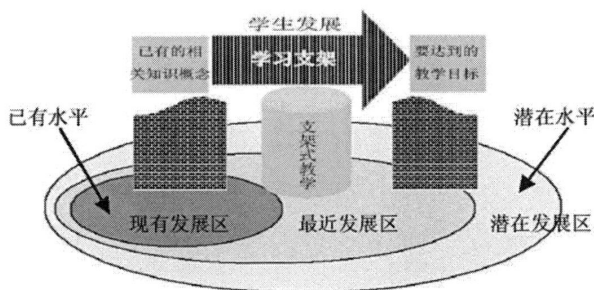 学生发展
已有的相
关知识概念
学习支架
要达到的
教学目标
已有水平
支架式教学
潜在水平
现有发展区
最近发展区
潜在发展区